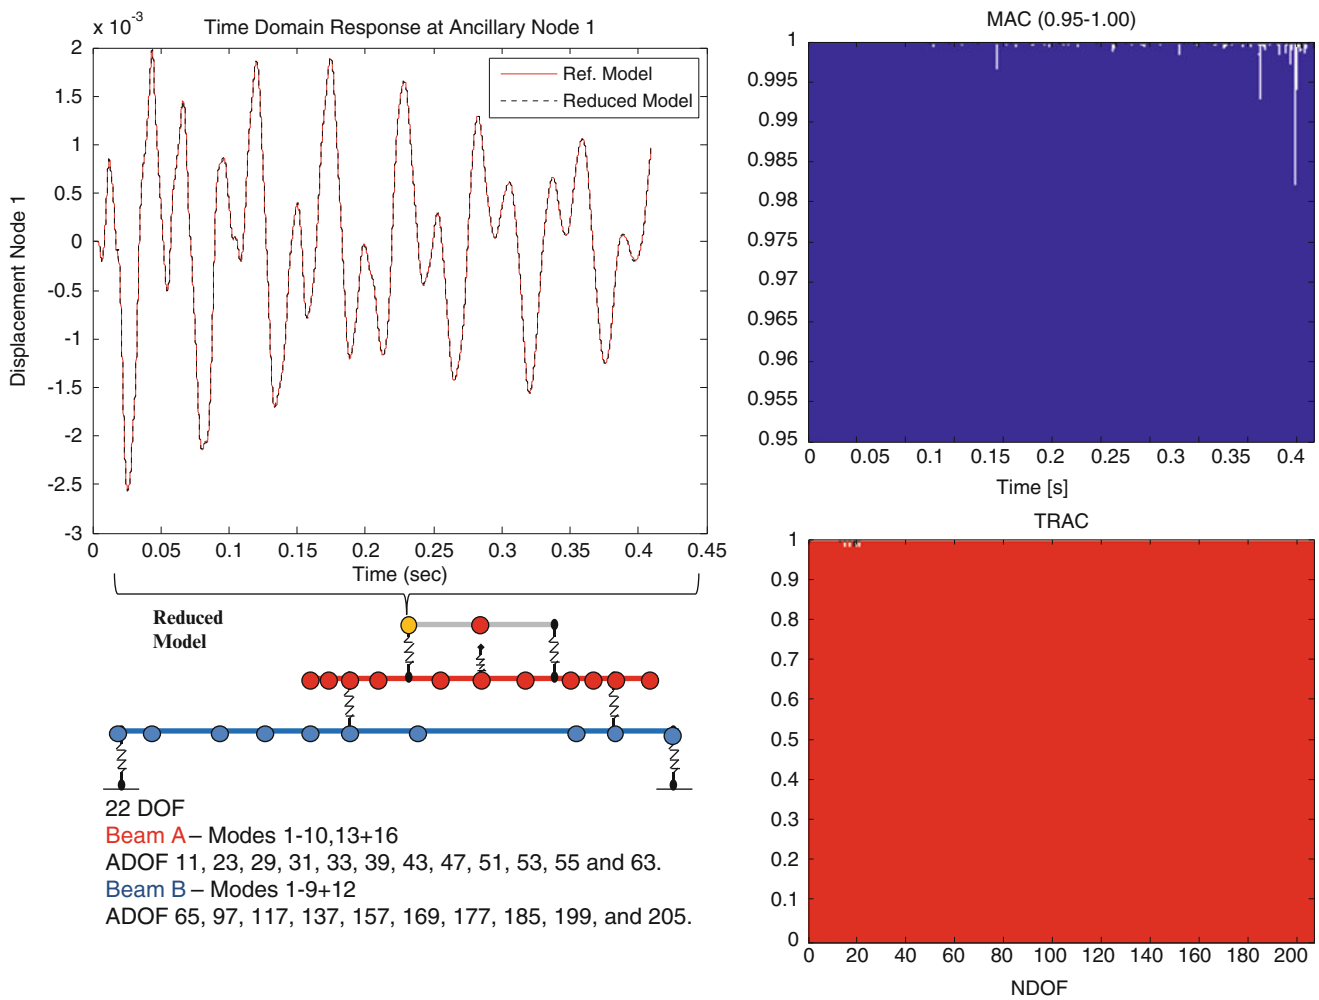 x 10⁻³
Time Domain Response at Ancillary Node 1
2
1.5
1
0.5
0
-0.5
-1
-1.5
-2
-2.5
-3
Displacement Node 1
Ref. Model
Reduced Model
0 0.05 0.1 0.15 0.2 0.25 0.3 0.35 0.4 0.45
Time (sec)
MAC (0.95-1.00)
1
0.995
0.99
0.985
0.98
0.975
0.97
0.965
0.96
0.955
0.95
0 0.05 0.1 0.15 0.2 0.25 0.3 0.35 0.4
Time [s]
TRAC
1
0.9
0.8
0.7
0.6
0.5
0.4
0.3
0.2
0.1
0
0 20 40 60 80 100 120 140 160 180 200
NDOF
Reduced
Model
22 DOF
Beam A – Modes 1-10,13+16
ADOF 11, 23, 29, 31, 33, 39, 43, 47, 51, 53, 55 and 63.
Beam B – Modes 1-9+12
ADOF 65, 97, 117, 137, 157, 169, 177, 185, 199, and 205.